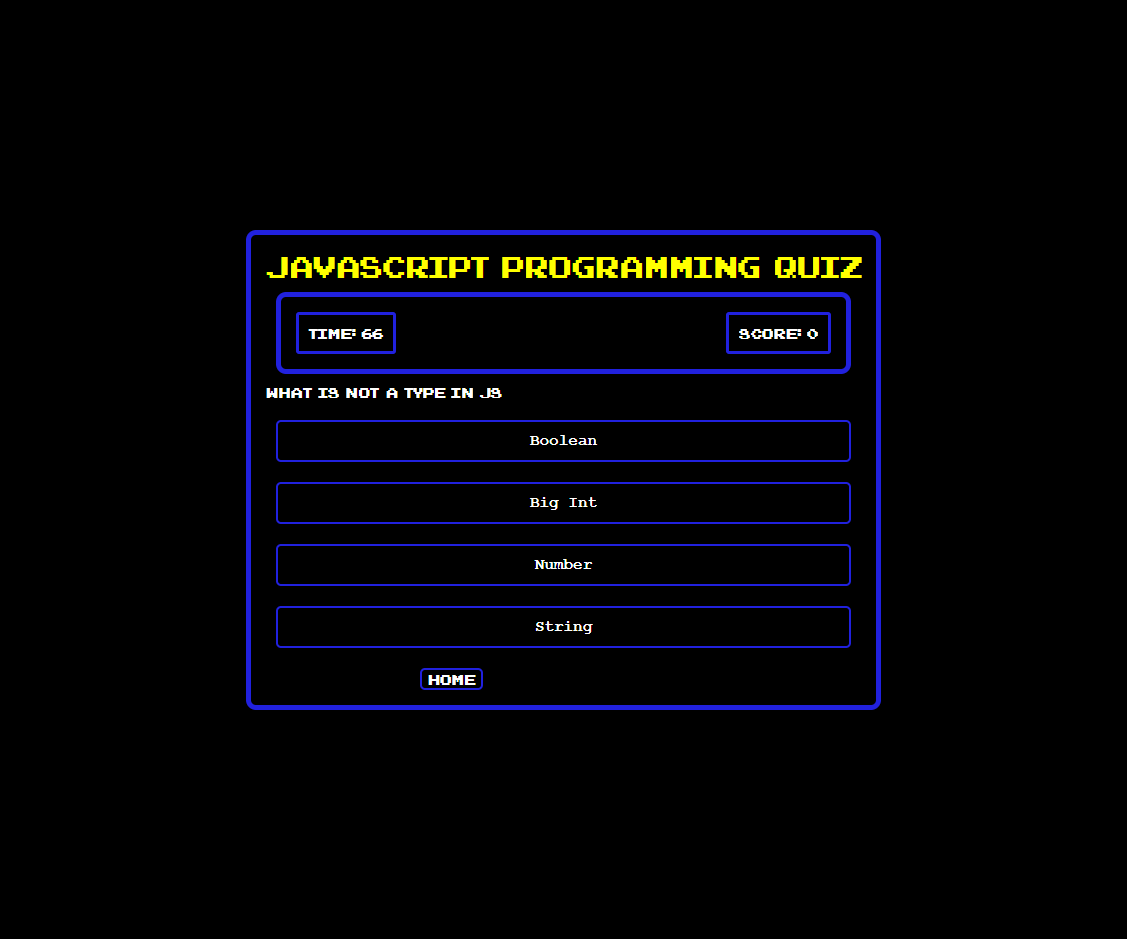 JAVASCRIPT PROGRAMMING QUIZ
TIME: 66
SCORE: 0
WHAT IS NOT A TYPE IN JS
Boolean
Big Int
Number
String
HOME